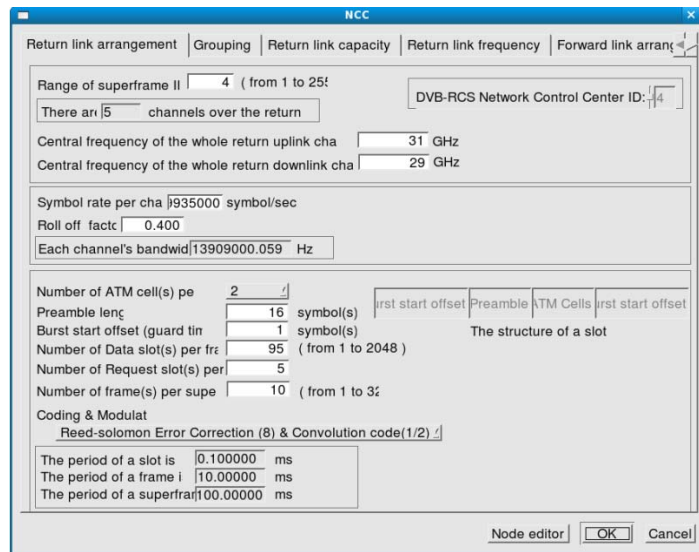 NCC
Return link arrangement Grouping Return link capacity Return link frequency Forward link arrang
Range of superframe II 4 ( from 1 to 255
DVB-RCS Network Control Center ID: 4
There are 5 channels over the return
Central frequency of the whole return uplink cha 31 GHz
Central frequency of the whole return downlink cha 29 GHz
Symbol rate per cha 9935000 symbol/sec
Roll off factc 0.400
Each channel's bandwid 13909000.059 Hz
Number of ATM cell(s) pe 2
urst start offset Preamble ATM Cells urst start offset
Preamble lenç 16 symbol(s)
Burst start offset (guard tin 1 symbol(s)
The structure of a slot
Number of Data slot(s) per fra 95 ( from 1 to 2048 )
Number of Request slot(s) per 5
Number of frame(s) per supe 10 ( from 1 to 32
Coding & Modulat
Reed-solomon Error Correction (8) & Convolution code(1/2)
The period of a slot is 0.100000 ms
The period of a frame i 10.00000 ms
The period of a superfrar 100.00000 ms
Node editor OK Cancel